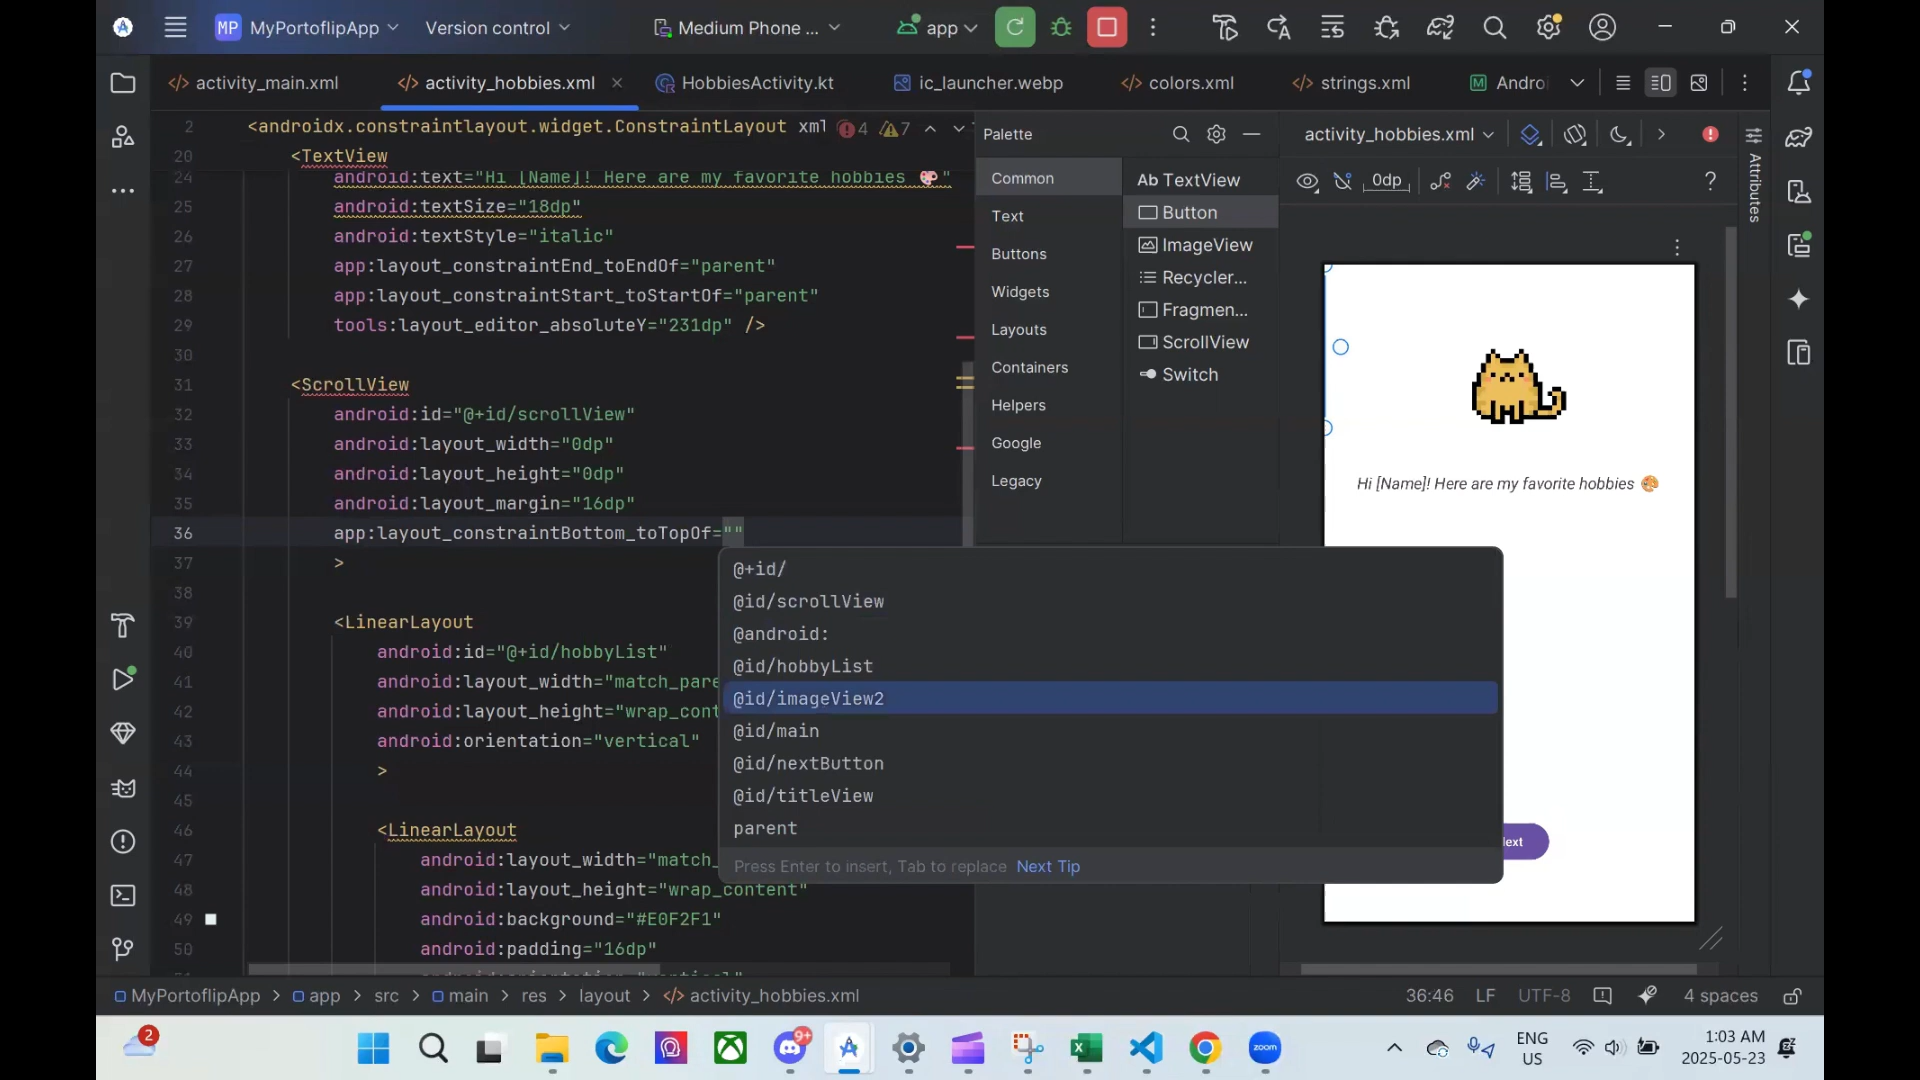 MP MyPortoflipApp Version control Medium Phone ... app
activity_main.xml activity_hobbies.xml HobbiesActivity.kt ic_launcher.webp colors.xml strings.xml Androi
2 <androidx.constraintlayout.widget.ConstraintLayout xml 4 7
20 <TextView
24 android:text="Hi [Name]! Here are my favorite hobbies 🎨"
25 android:textSize="18dp"
26 android:textStyle="italic"
27 app:layout_constraintEnd_toEndOf="parent"
28 app:layout_constraintStart_toStartOf="parent"
29 tools:layout_editor_absoluteY="231dp" />
30
31 <ScrollView
32 android:id="@+id/scrollView"
33 android:layout_width="0dp"
34 android:layout_height="0dp"
35 android:layout_margin="16dp"
36 app:layout_constraintBottom_toTopOf=""
37 >
38
39 <LinearLayout
40 android:id="@+id/hobbyList"
41 android:layout_width="match_pare
42 android:layout_height="wrap_cont
43 android:orientation="vertical"
44 >
45
46 <LinearLayout
47 android:layout_width="match_
48 android:layout_height="wrap_content"
49 android:background="#E0F2F1"
50 android:padding="16dp"
@+id/
@id/scrollView
@android:
@id/hobbyList
@id/imageView2
@id/main
@id/nextButton
@id/titleView
parent
Press Enter to insert, Tab to replace Next Tip
Palette
Common
Text
Buttons
Widgets
Layouts
Containers
Helpers
Google
Legacy
Ab TextView
Button
ImageView
Recycler...
Fragmen...
ScrollView
Switch
activity_hobbies.xml
0dp
?
Attributes
Hi [Name]! Here are my favorite hobbies 🎨
ext
MyPortoflipApp > app > src > main > res > layout > activity_hobbies.xml 36:46 LF UTF-8 4 spaces
2
9+
zoom
ENG
US
1:03 AM
2025-05-23